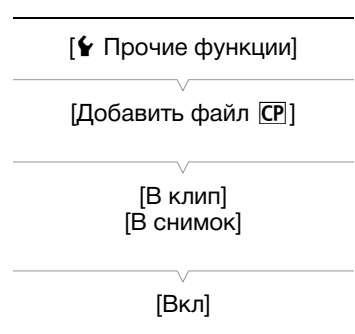 [Прочие функции]
[Добавить файл CP]
[В клип]
[В снимок]
[Вкл]